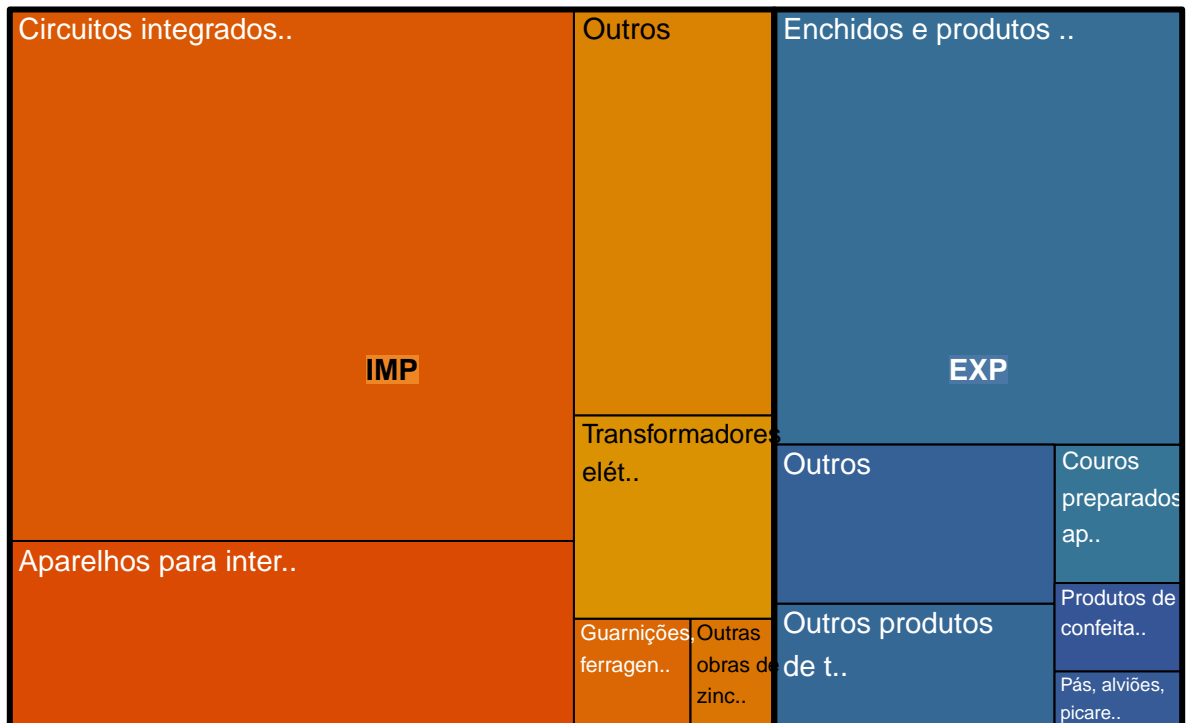 Circuitos integrados..
Outros
Enchidos e produtos ..
IMP
EXP
Transformadores
elét..
Outros
Couros
preparados
ap..
Aparelhos para inter..
Produtos de
confeita..
Guarnições,
ferragen..
Outras
obras de
zinc..
Outros produtos
de t..
Pás, alviões,
picare..